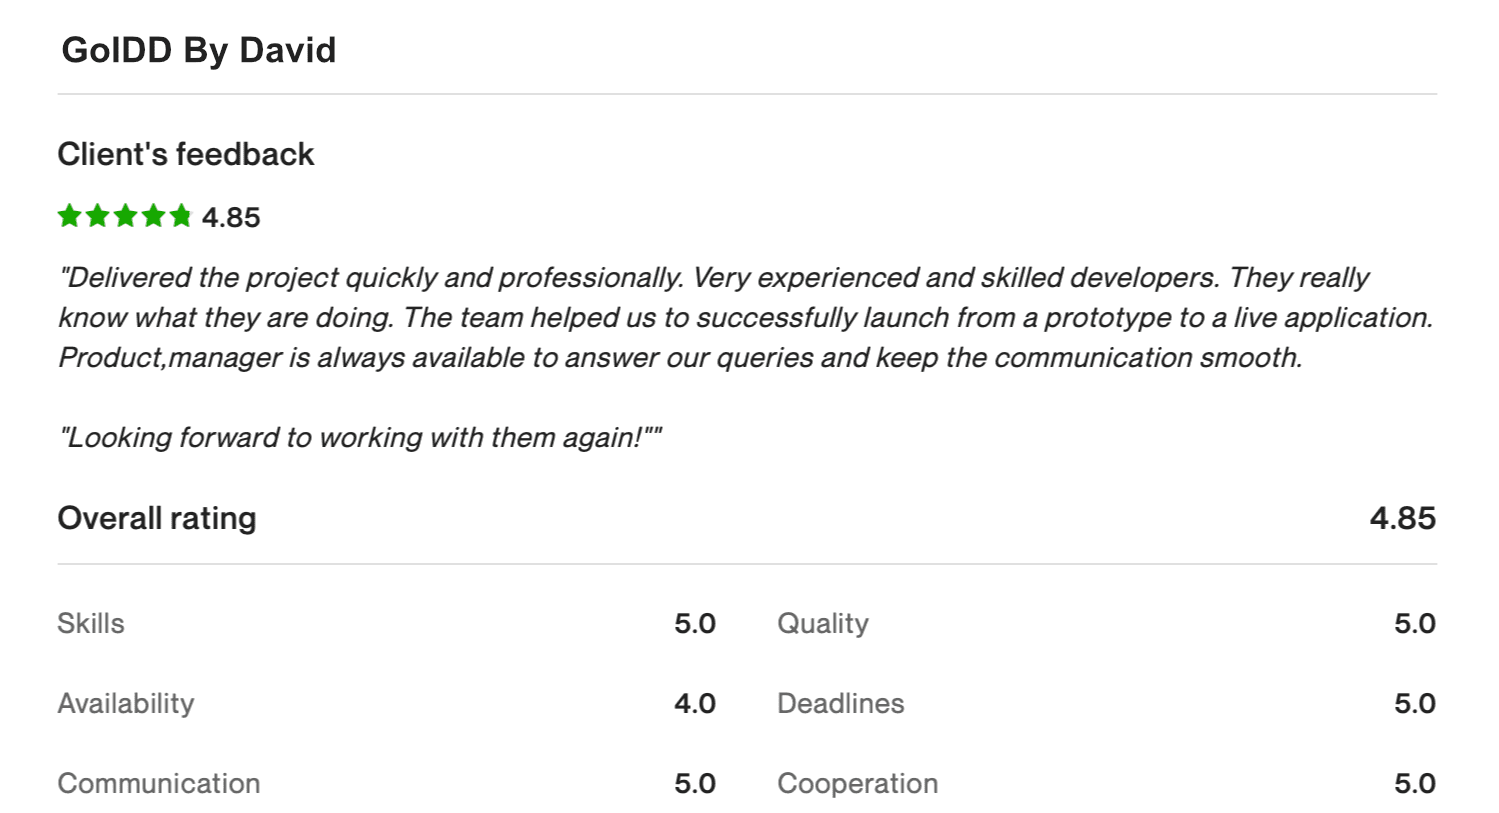 GoIDD By David
Client's feedback
4.85
"Delivered the project quickly and professionally. Very experienced and skilled developers. They really
know what they are doing. The team helped us to successfully launch from a prototype to a live application.
Product,manager is always available to answer our queries and keep the communication smooth.
"Looking forward to working with them again!""
Overall rating 4.85
Skills 5.0 Quality 5.0
Availability 4.0 Deadlines 5.0
Communication 5.0 Cooperation 5.0